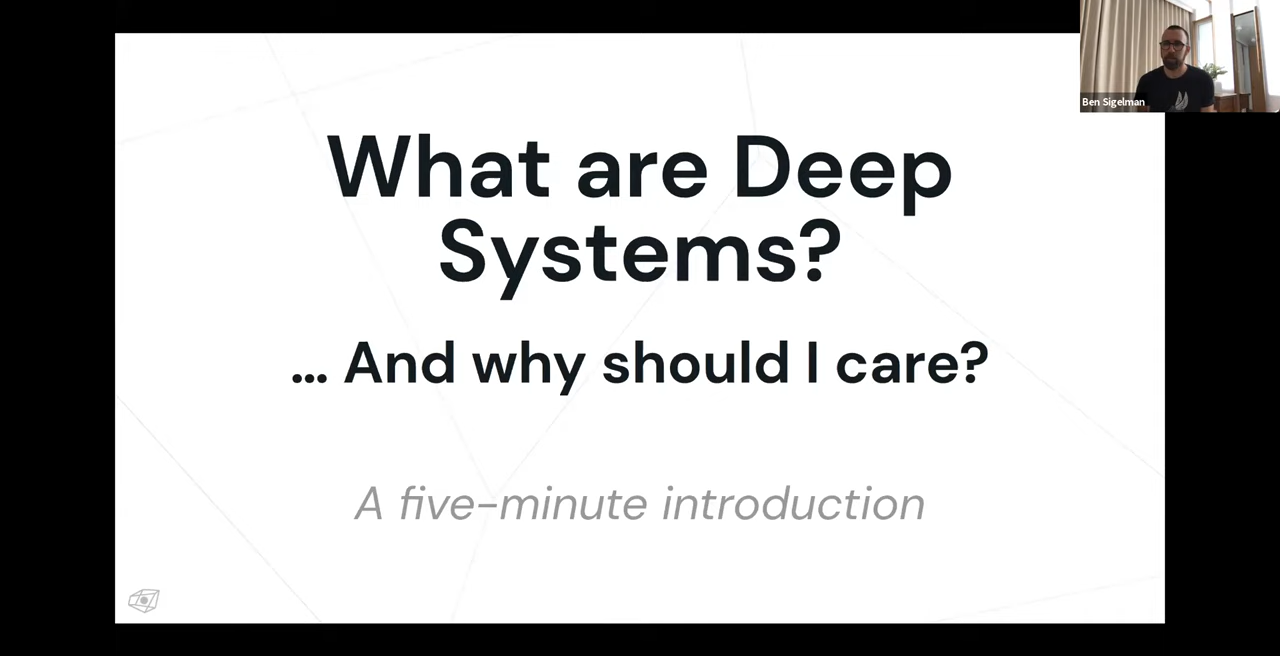 Ben Sigelman
What are Deep
Systems?
... And why should I care?
A five-minute introduction